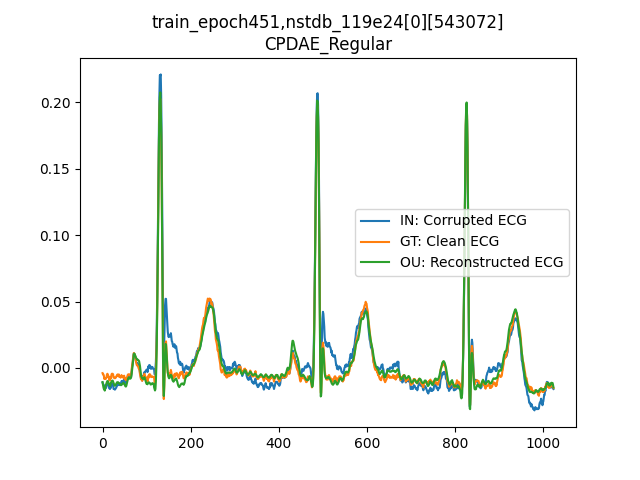 train_epoch451,nstdb_119e24[0][543072]
CPDAE_Regular
0.20
0.15
0.10
0.05
0.00
IN: Corrupted ECG
GT: Clean ECG
OU: Reconstructed ECG
0
200
400
600
800
1000